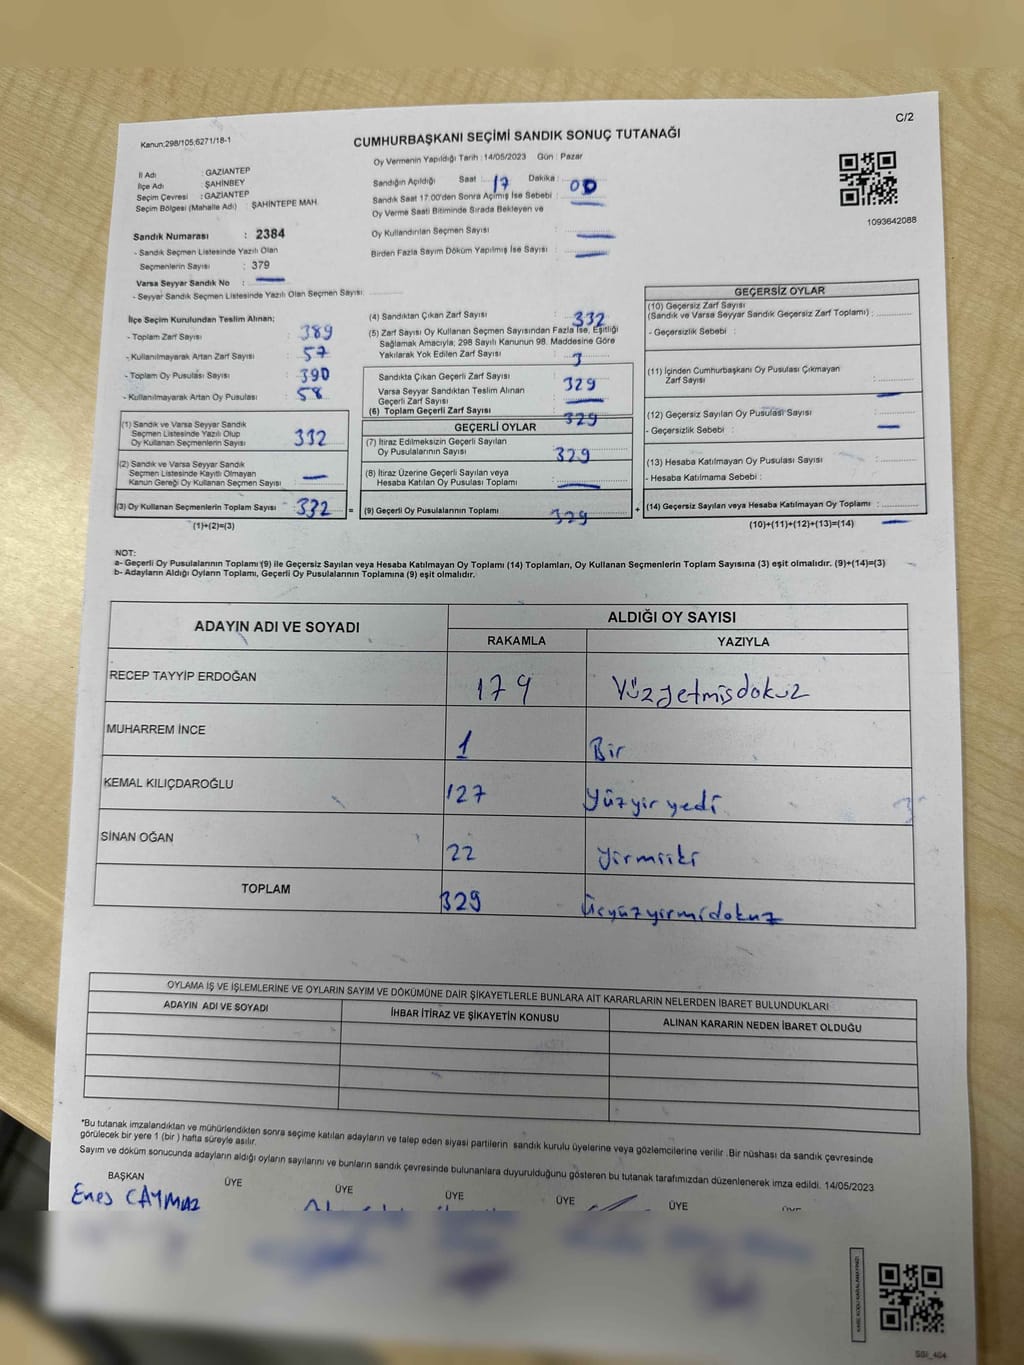 C/2
Kanun;298/105;6271/18-1
CUMHURBAŞKANI SEÇİMİ SANDIK SONUÇ TUTANAĞI
Oy Vermenin Yapıldığı Tarih : 14/05/2023 Gün : Pazar
İl Adı : GAZİANTEP
İlçe Adı : ŞAHİNBEY
Seçim Çevresi : GAZİANTEP
Seçim Bölgesi (Mahalle Adı) : ŞAHİNTEPE MAH.
Sandığın Açıldığı Saat : 17 Dakika : 00
Sandık Saat 17:00'den Sonra Açılmış İse Sebebi : —
Oy Verme Saati Bitiminde Sırada Bekleyen ve
Oy Kullandırılan Seçmen Sayısı : —
Birden Fazla Sayım Döküm Yapılmış İse Sayısı : —
1093642088
Sandık Numarası : 2384
- Sandık Seçmen Listesinde Yazılı Olan
Seçmenlerin Sayısı : 379
Varsa Seyyar Sandık No : —
- Seyyar Sandık Seçmen Listesinde Yazılı Olan Seçmen Sayısı:
İlçe Seçim Kurulundan Teslim Alınan;
- Toplam Zarf Sayısı : 389
- Kullanılmayarak Artan Zarf Sayısı : 57
- Toplam Oy Pusulası Sayısı : 390
- Kullanılmayarak Artan Oy Pusulası : 58
(1) Sandık ve Varsa Seyyar Sandık
Seçmen Listesinde Yazılı Olup
Oy Kullanan Seçmenlerin Sayısı : 332
(2) Sandık ve Varsa Seyyar Sandık
Seçmen Listesinde Kayıtlı Olmayan
Kanun Gereği Oy Kullanan Seçmen Sayısı : —
(3) Oy Kullanan Seçmenlerin Toplam Sayısı : 332 =
(1)+(2)=(3)
(4) Sandıktan Çıkan Zarf Sayısı : 332
(5) Zarf Sayısı Oy Kullanan Seçmen Sayısından Fazla İse, Eşitliği
Sağlamak Amacıyla; 298 Sayılı Kanunun 98. Maddesine Göre
Yakılarak Yok Edilen Zarf Sayısı : 3
Sandıkta Çıkan Geçerli Zarf Sayısı : 329
Varsa Seyyar Sandıktan Teslim Alınan
Geçerli Zarf Sayısı : —
(6) Toplam Geçerli Zarf Sayısı : 329
GEÇERLİ OYLAR
(7) İtiraz Edilmeksizin Geçerli Sayılan
Oy Pusulalarının Sayısı : 329
(8) İtiraz Üzerine Geçerli Sayılan veya
Hesaba Katılan Oy Pusulası Toplamı : —
(9) Geçerli Oy Pusulalarının Toplamı : 329 +
GEÇERSİZ OYLAR
(10) Geçersiz Zarf Sayısı
(Sandık ve Varsa Seyyar Sandık Geçersiz Zarf Toplamı) :
- Geçersizlik Sebebi :
(11) İçinden Cumhurbaşkanı Oy Pusulası Çıkmayan
Zarf Sayısı : —
(12) Geçersiz Sayılan Oy Pusulası Sayısı :
- Geçersizlik Sebebi : —
(13) Hesaba Katılmayan Oy Pusulası Sayısı :
- Hesaba Katılmama Sebebi :
(14) Geçersiz Sayılan veya Hesaba Katılmayan Oy Toplamı : —
(10)+(11)+(12)+(13)=(14)
NOT:
a- Geçerli Oy Pusulalarının Toplamı (9) ile Geçersiz Sayılan veya Hesaba Katılmayan Oy Toplamı (14) Toplamları, Oy Kullanan Seçmenlerin Toplam Sayısına (3) eşit olmalıdır. (9)+(14)=(3)
b- Adayların Aldığı Oyların Toplamı, Geçerli Oy Pusulalarının Toplamına (9) eşit olmalıdır.
ADAYIN ADI VE SOYADI ALDIĞI OY SAYISI
RAKAMLA YAZIYLA
RECEP TAYYİP ERDOĞAN 179 Yüzyetmişdokuz
MUHARREM İNCE 1 Bir
KEMAL KILIÇDAROĞLU 127 Yüzyir yedi
SİNAN OĞAN 22 yirmiiki
TOPLAM 329 Üçyüzyirmidokuz
OYLAMA İŞ VE İŞLEMLERİNE VE OYLARIN SAYIM VE DÖKÜMÜNE DAİR ŞİKAYETLERLE BUNLARA AİT KARARLARIN NELERDEN İBARET BULUNDUKLARI
ADAYIN ADI VE SOYADI İHBAR İTİRAZ VE ŞİKAYETİN KONUSU ALINAN KARARIN NEDEN İBARET OLDUĞU
*Bu tutanak imzalandıktan ve mühürlendikten sonra seçime katılan adayların ve talep eden siyasi partilerin sandık kurulu üyelerine veya gözlemcilerine verilir .Bir nüshası da sandık çevresinde
görülecek bir yere 1 (bir ) hafta süreyle asılır.
Sayım ve döküm sonucunda adayların aldığı oyların sayılarını ve bunların sandık çevresinde bulunanlara duyurulduğunu gösteren bu tutanak tarafımızdan düzenlenerek imza edildi. 14/05/2023
BAŞKAN ÜYE ÜYE ÜYE ÜYE ÜYE
Enes CAYMAZ
SSİ_404